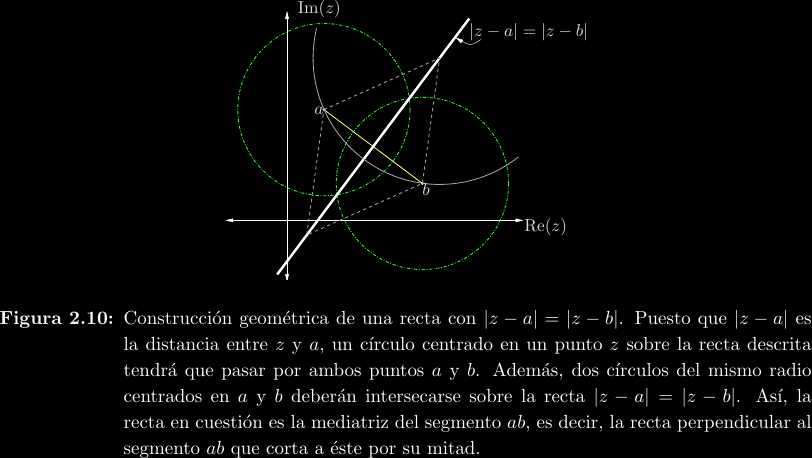 Im(z)
|z − a| = |z − b|
a
b
Re(z)
Figura 2.10: Construcción geométrica de una recta con |z − a| = |z − b|. Puesto que |z − a| es
la distancia entre z y a, un círculo centrado en un punto z sobre la recta descrita
tendrá que pasar por ambos puntos a y b. Además, dos círculos del mismo radio
centrados en a y b deberán intersecarse sobre la recta |z − a| = |z − b|. Así, la
recta en cuestión es la mediatriz del segmento ab, es decir, la recta perpendicular al
segmento ab que corta a éste por su mitad.